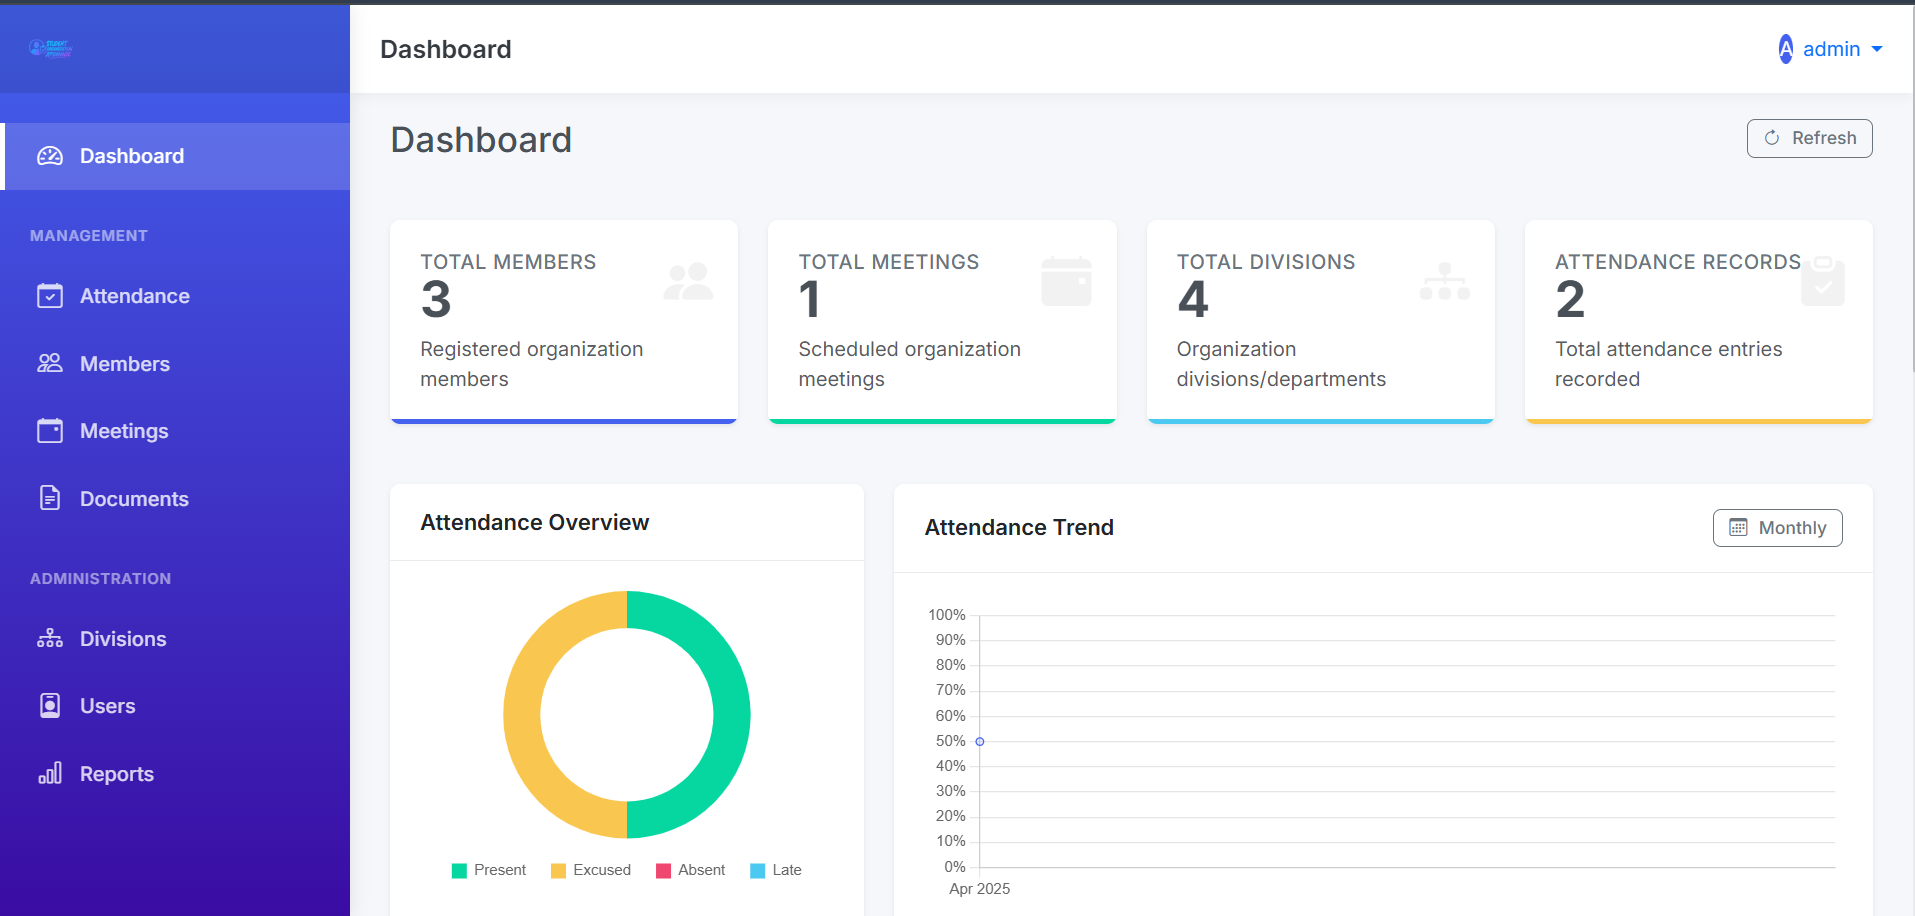 STUDENT
ORGANIZATION
ATTENDANCE
Dashboard
A admin
Dashboard
MANAGEMENT
Attendance
Members
Meetings
Documents
ADMINISTRATION
Divisions
Users
Reports
Dashboard
Refresh
TOTAL MEMBERS
3
Registered organization
members
TOTAL MEETINGS
1
Scheduled organization
meetings
TOTAL DIVISIONS
4
Organization
divisions/departments
ATTENDANCE RECORDS
2
Total attendance entries
recorded
Attendance Overview
Present Excused Absent Late
Attendance Trend
Monthly
100%
90%
80%
70%
60%
50%
40%
30%
20%
10%
0%
Apr 2025